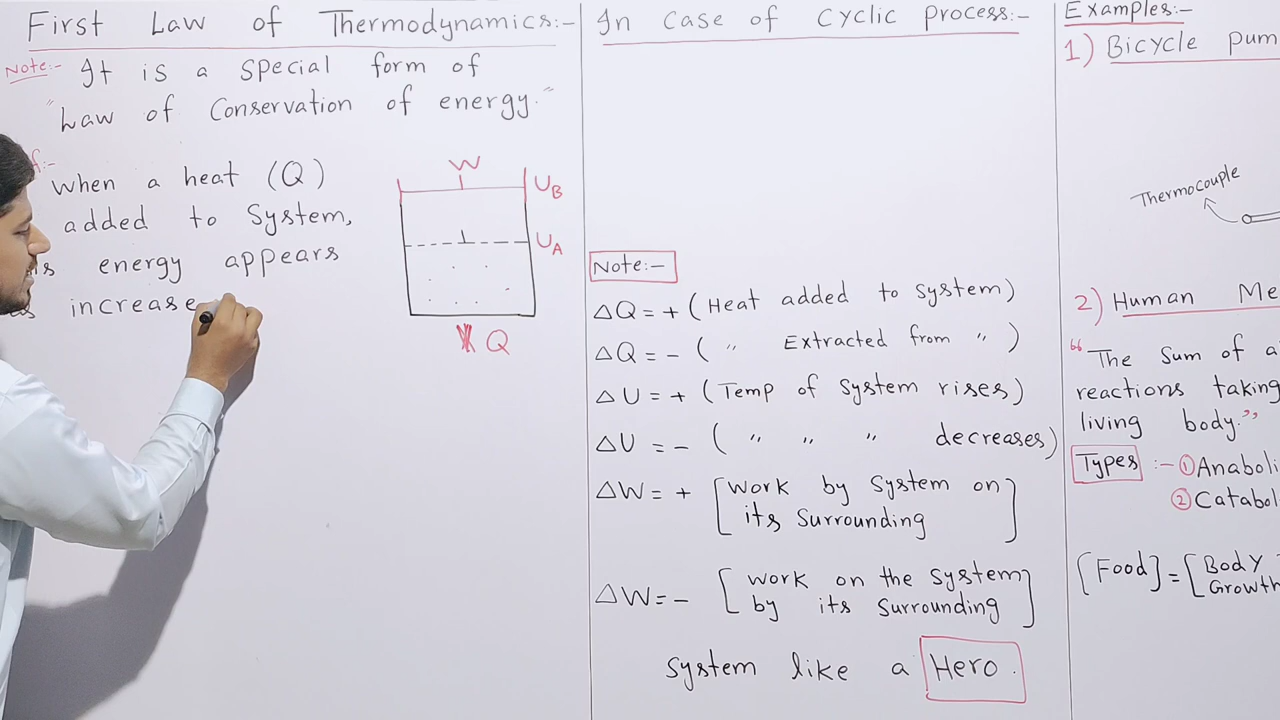 First Law of Thermodynamics:-
Note:- It is a special form of
"Law of Conservation of energy."
When a heat (Q)
added to System,
energy appears
increase
W
U_B
U_A
Q
In Case of Cyclic Process:-
Note:-
ΔQ = + (Heat added to System)
ΔQ = - ( " Extracted from " )
ΔU = + (Temp of System rises)
ΔU = - ( " " " decreases)
ΔW = + [Work by System on
its Surrounding]
ΔW = - [work on the System
by its Surrounding]
System like a Hero.
Examples:-
1) Bicycle pum
Thermocouple
2) Human Me
"The Sum of a
reactions taking
living body."
Types :- ① Anaboli
② Catabol
[Food] = [Body
Growth